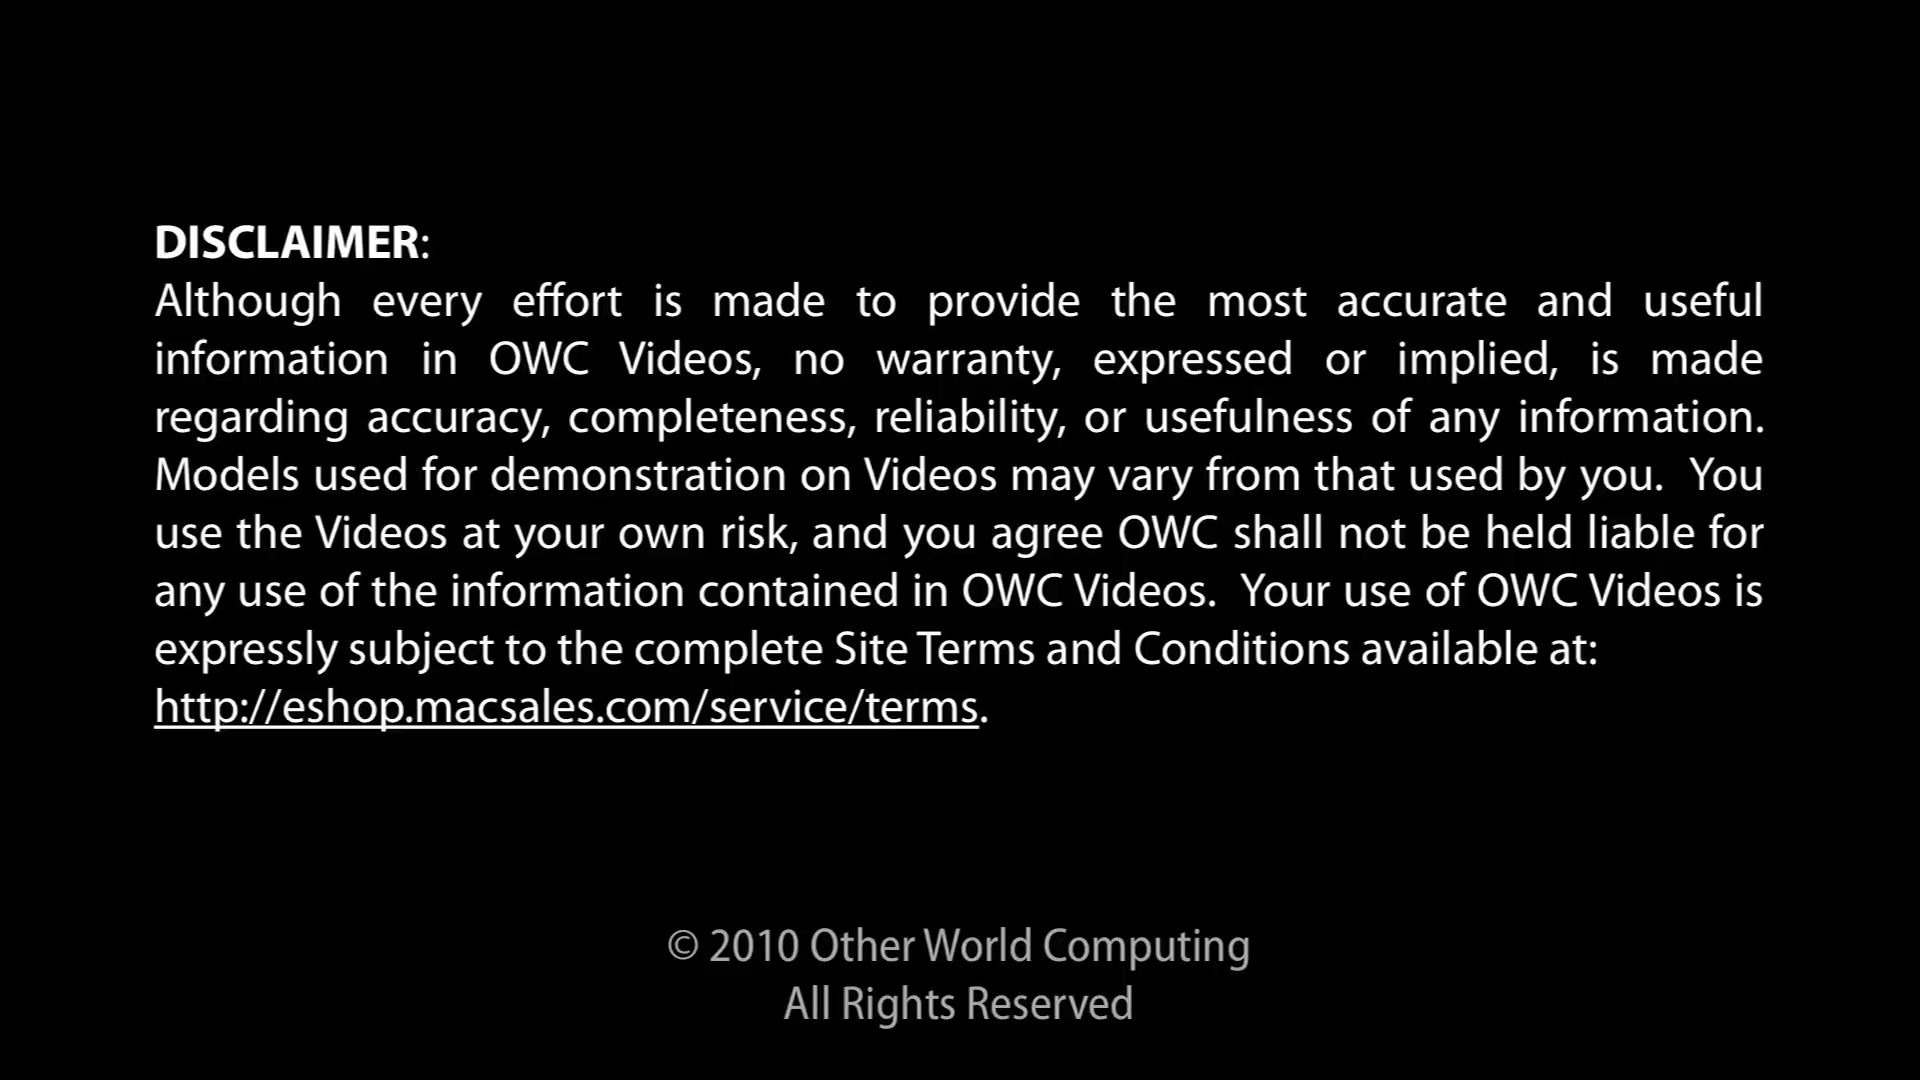 DISCLAIMER:
Although every effort is made to provide the most accurate and useful
information in OWC Videos, no warranty, expressed or implied, is made
regarding accuracy, completeness, reliability, or usefulness of any information.
Models used for demonstration on Videos may vary from that used by you.  You
use the Videos at your own risk, and you agree OWC shall not be held liable for
any use of the information contained in OWC Videos.  Your use of OWC Videos is
expressly subject to the complete Site Terms and Conditions available at:
http://eshop.macsales.com/service/terms.
© 2010 Other World Computing
All Rights Reserved